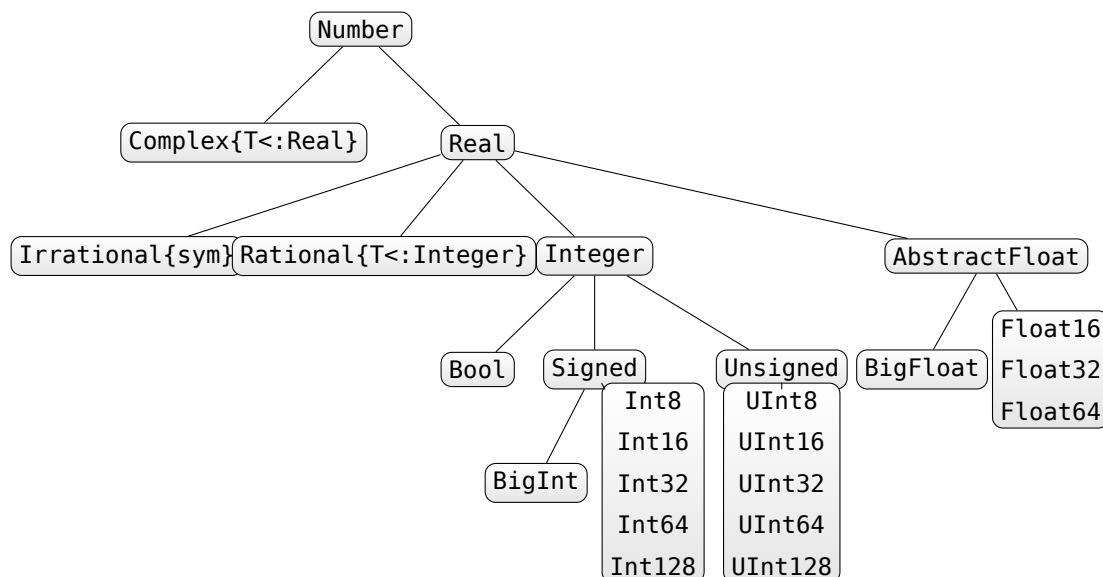 Number
Complex{T<:Real}
Real
Irrational{sym}
Rational{T<:Integer}
Integer
AbstractFloat
Bool
Signed
Unsigned
BigFloat
Float16
Float32
Float64
BigInt
Int8
Int16
Int32
Int64
Int128
UInt8
UInt16
UInt32
UInt64
UInt128